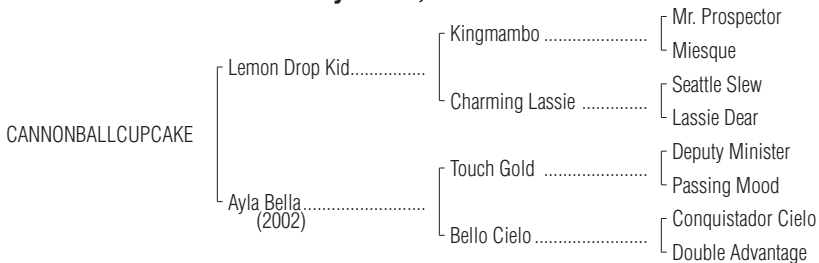 Mr. Prospector
Kingmambo ........................
Miesque
Lemon Drop Kid................
Seattle Slew
Charming Lassie ..............
Lassie Dear
CANNONBALLCUPCAKE
Deputy Minister
Touch Gold ......................
Passing Mood
Ayla Bella..........................
(2002)
Conquistador Cielo
Bello Cielo ........................
Double Advantage